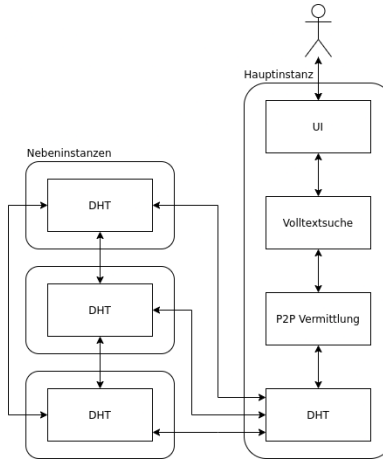 Hauptinstanz
UI
Nebeninstanzen
DHT
Volltextsuche
DHT
P2P Vermittlung
DHT
DHT